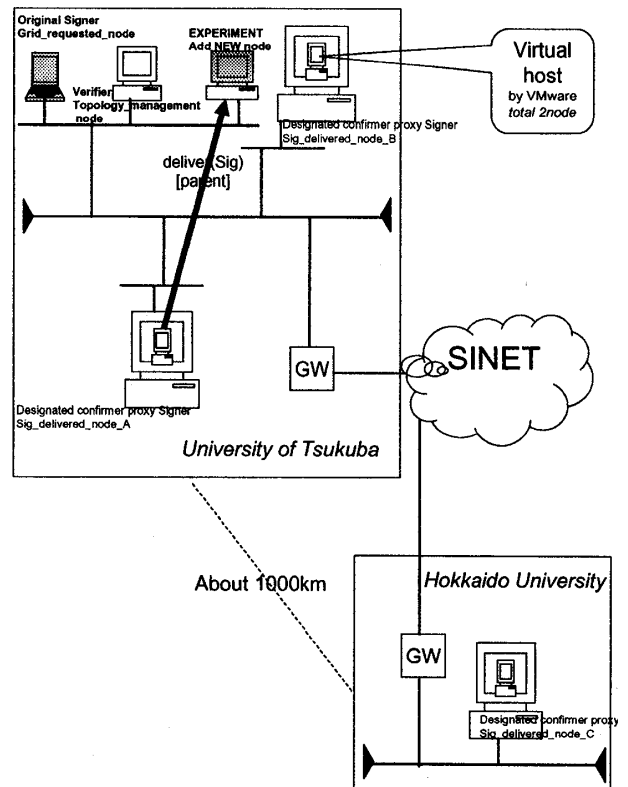 Original Signer
Grid_requested_node
EXPERIMENT
Add NEW node
Verifier
Topology_management
node
Virtual
host
by VMware
total 2node
Designated confirmer proxy Signer
Sig_delivered_node_B
deliver(Sig)
[parent]
GW
SINET
Designated confirmer proxy Signer
Sig_delivered_node_A
University of Tsukuba
About 1000km
Hokkaido University
GW
Designated confirmer proxy
Sig_delivered_node_C